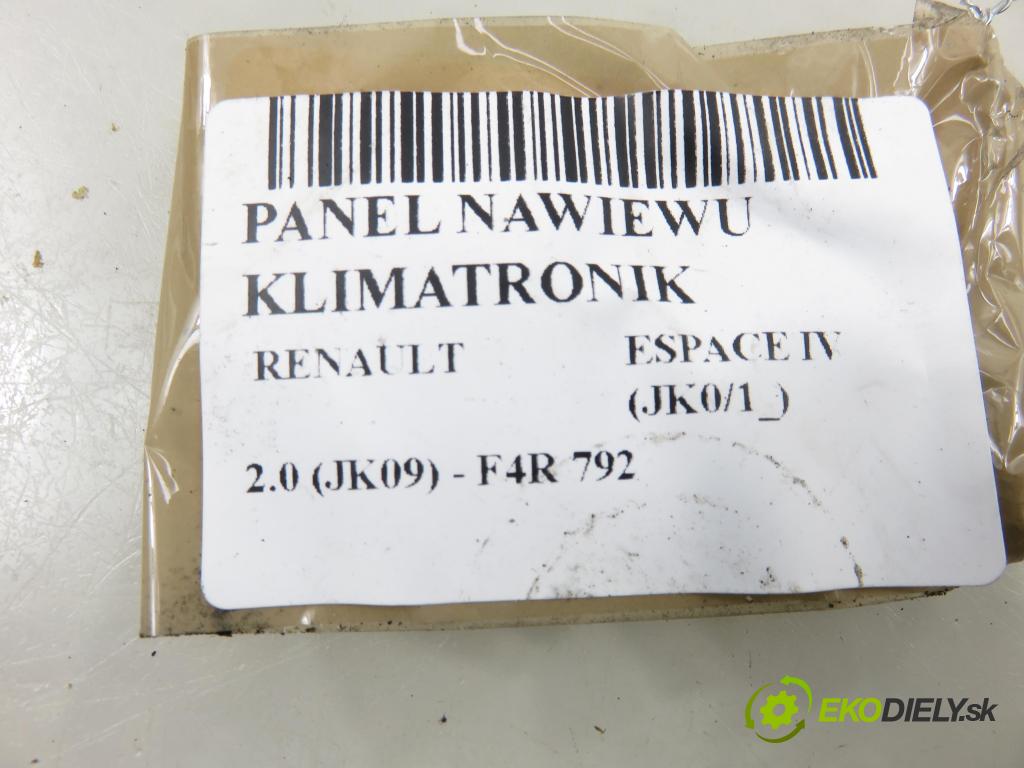 PANEL NAWIEWU
KLIMATRONIK
RENAULT ESPACE IV
(JK0/1_)
2.0 (JK09) - F4R 792
EKODIELY.sk